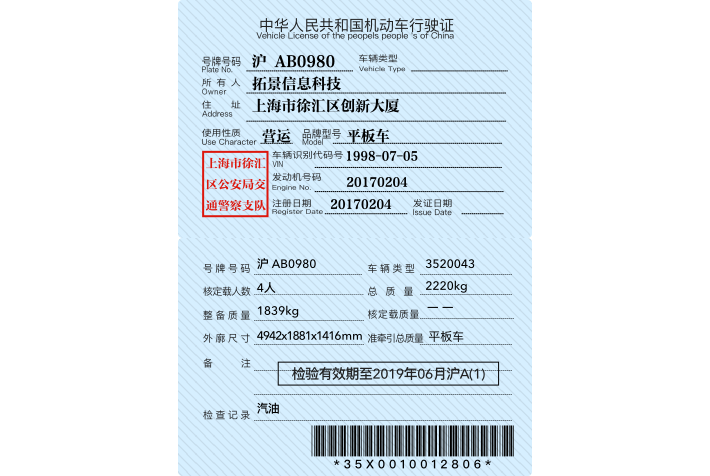 中华人民共和国机动车行驶证
Vehicle License of the peopels people 's of China
号牌号码 沪 AB0980 车辆类型
Plate No. Vehicle Type
所有人 拓景信息科技
Owner
住址 上海市徐汇区创新大厦
Address
使用性质 营运 品牌型号 平板车
Use Character Model
上海市徐汇 车辆识别代码号 1998-07-05
VIN
区公安局交 发动机号码 20170204
Engine No.
通警察支队 注册日期 20170204 发证日期
Register Date Issue Date
号牌号码 沪 AB0980 车辆类型 3520043
核定载人数 4人 总质量 2220kg
整备质量 1839kg 核定载质量 — —
外廓尺寸 4942x1881x1416mm 准牵引总质量 平板车
备注
检验有效期至2019年06月沪A(1)
检查记录 汽油
*35X0010012806*